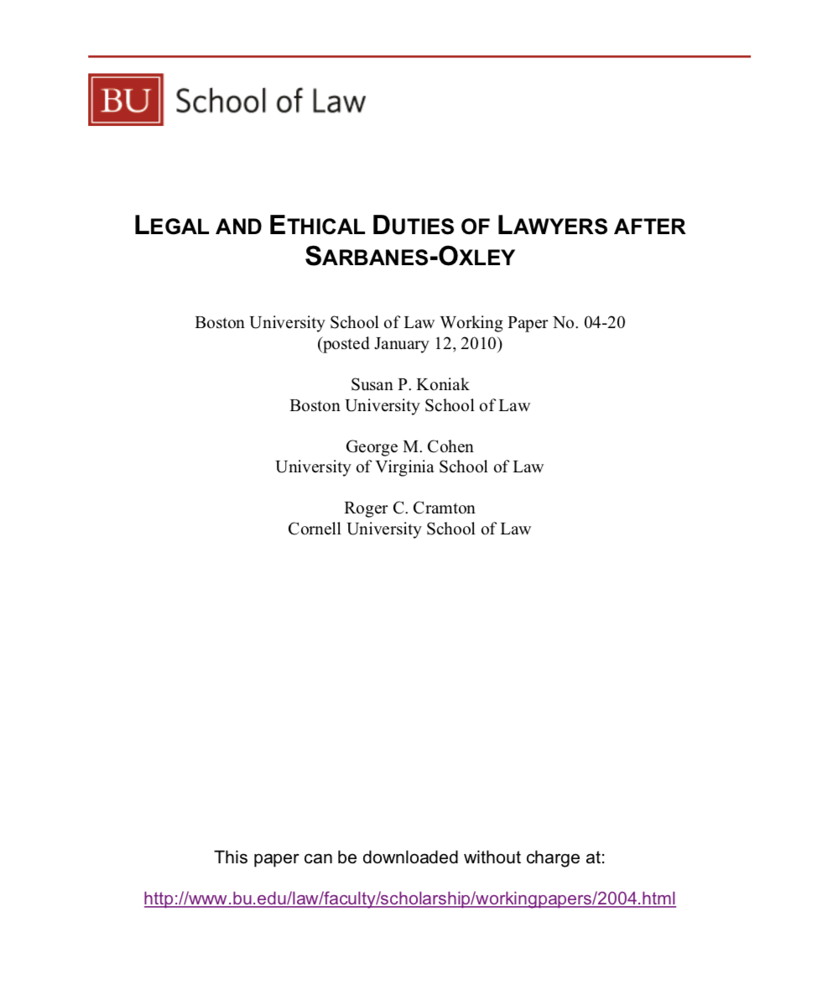 BU School of Law
LEGAL AND ETHICAL DUTIES OF LAWYERS AFTER
SARBANES-OXLEY
Boston University School of Law Working Paper No. 04-20
(posted January 12, 2010)
Susan P. Koniak
Boston University School of Law
George M. Cohen
University of Virginia School of Law
Roger C. Cramton
Cornell University School of Law
This paper can be downloaded without charge at:
http://www.bu.edu/law/faculty/scholarship/workingpapers/2004.html